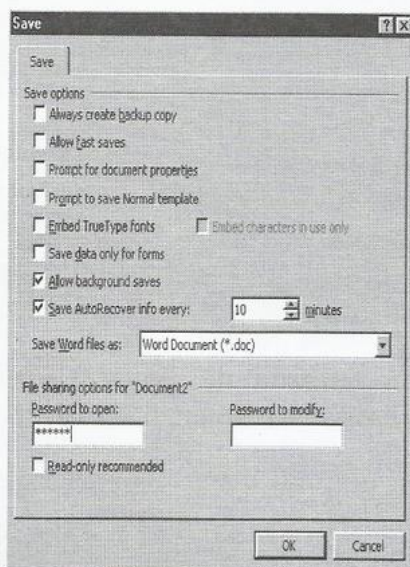 Save
Save
Save options
Always create backup copy
Allow fast saves
Prompt for document properties
Prompt to save Normal template
Embed TrueType fonts Embed characters in use only
Save data only for forms
Allow background saves
Save AutoRecover info every: 10 minutes
Save Word files as: Word Document (*.doc)
File sharing options for "Document2"
Password to open: Password to modify:
******
Read-only recommended
OK Cancel